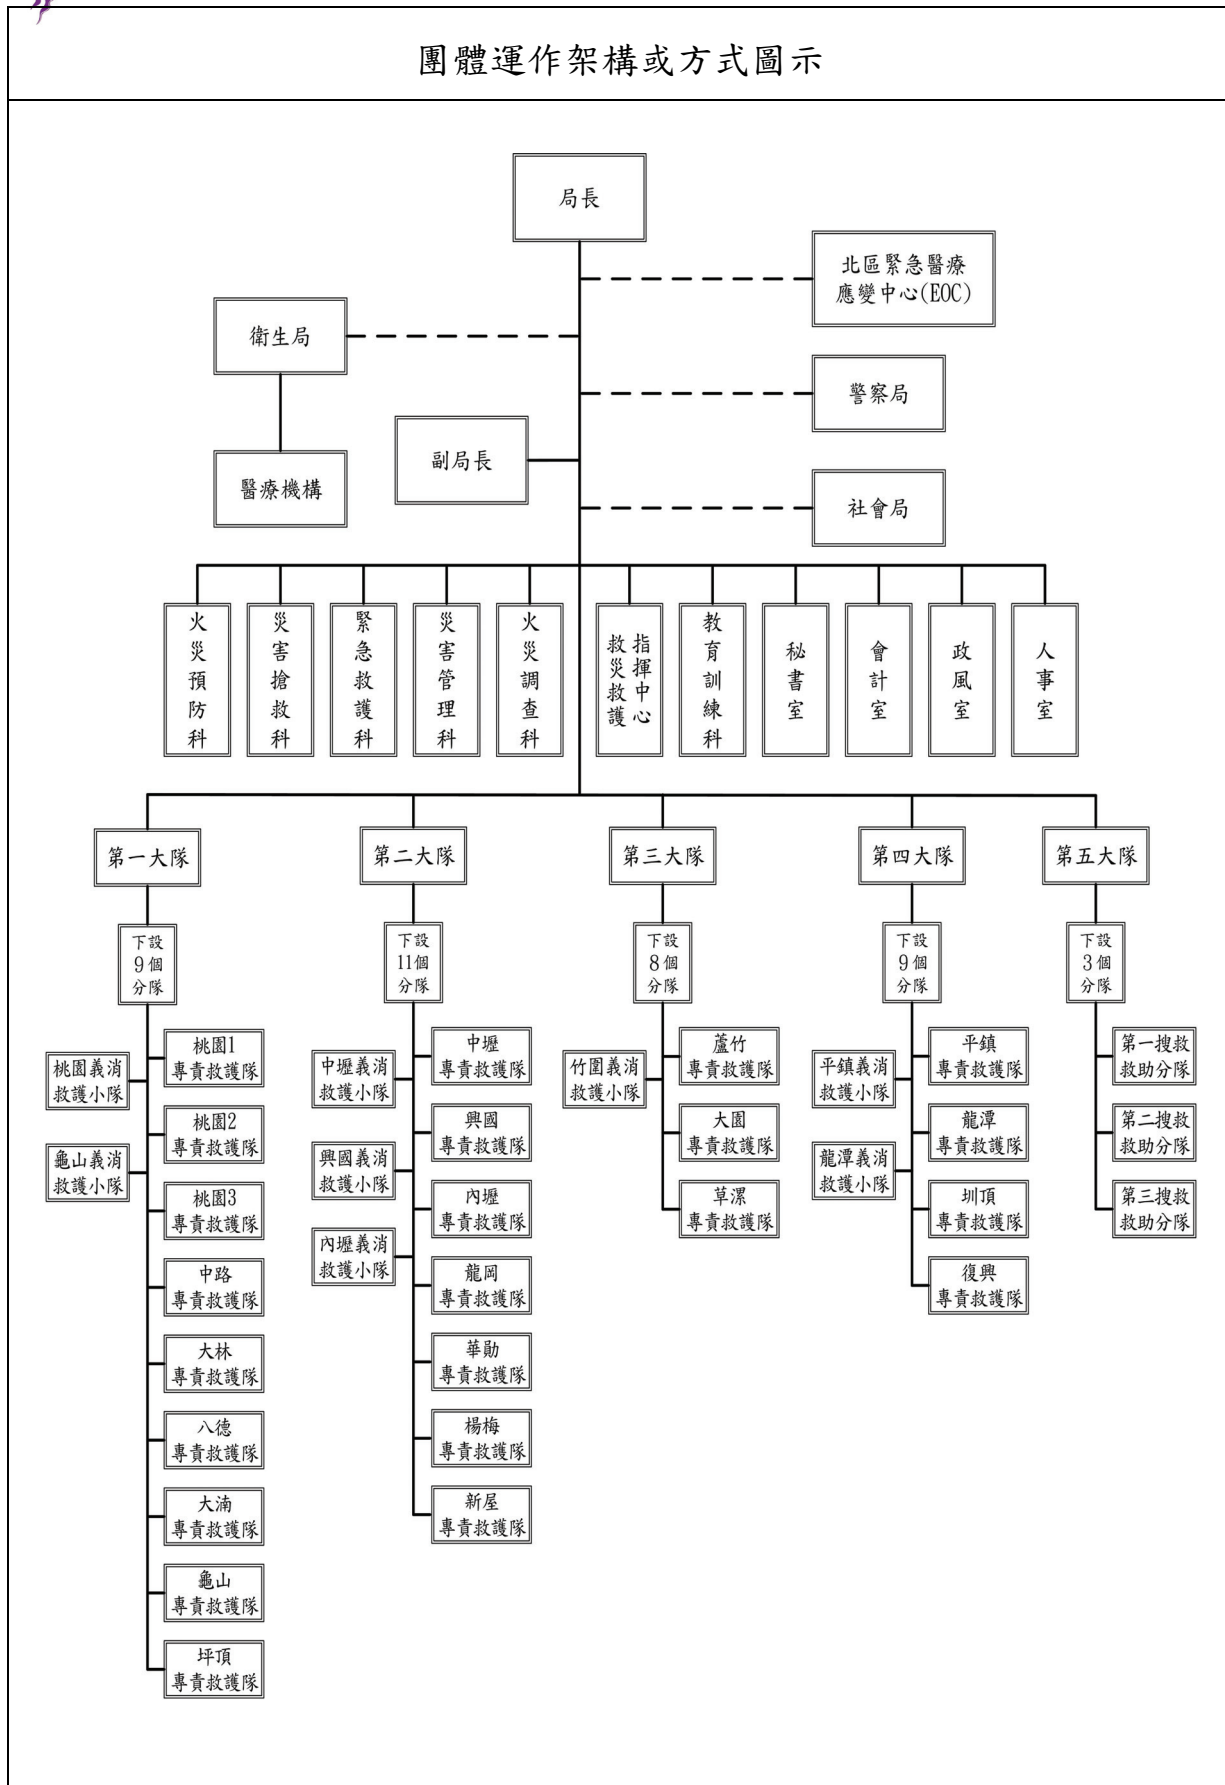 團體運作架構或方式圖示
局長
北區緊急醫療
應變中心(EOC)
衛生局
警察局
副局長
醫療機構
社會局
火災預防科
災害搶救科
緊急救護科
災害管理科
火災調查科
救災救護
指揮中心
教育訓練科
秘書室
會計室
政風室
人事室
第一大隊
第二大隊
第三大隊
第四大隊
第五大隊
下設
9個
分隊
下設
11個
分隊
下設
8個
分隊
下設
9個
分隊
下設
3個
分隊
桃園義消
救護小隊
龜山義消
救護小隊
桃園1
專責救護隊
桃園2
專責救護隊
桃園3
專責救護隊
中路
專責救護隊
大林
專責救護隊
八德
專責救護隊
大湳
專責救護隊
龜山
專責救護隊
坪頂
專責救護隊
中壢義消
救護小隊
興國義消
救護小隊
內壢義消
救護小隊
中壢
專責救護隊
興國
專責救護隊
內壢
專責救護隊
龍岡
專責救護隊
華勛
專責救護隊
楊梅
專責救護隊
新屋
專責救護隊
竹圍義消
救護小隊
蘆竹
專責救護隊
大園
專責救護隊
草漯
專責救護隊
平鎮義消
救護小隊
龍潭義消
救護小隊
平鎮
專責救護隊
龍潭
專責救護隊
圳頂
專責救護隊
復興
專責救護隊
第一搜救
救助分隊
第二搜救
救助分隊
第三搜救
救助分隊